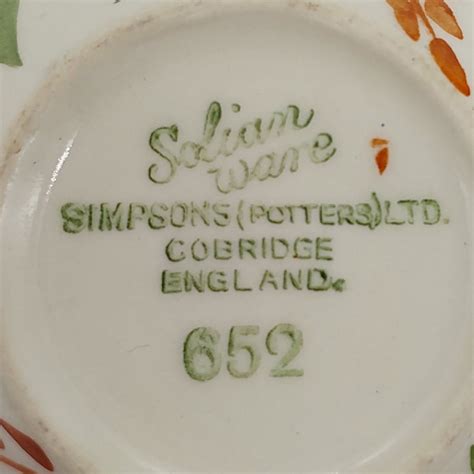 Solian
ware
SIMPSONS (POTTERS) LTD.
COBRIDGE
ENGLAND.
652